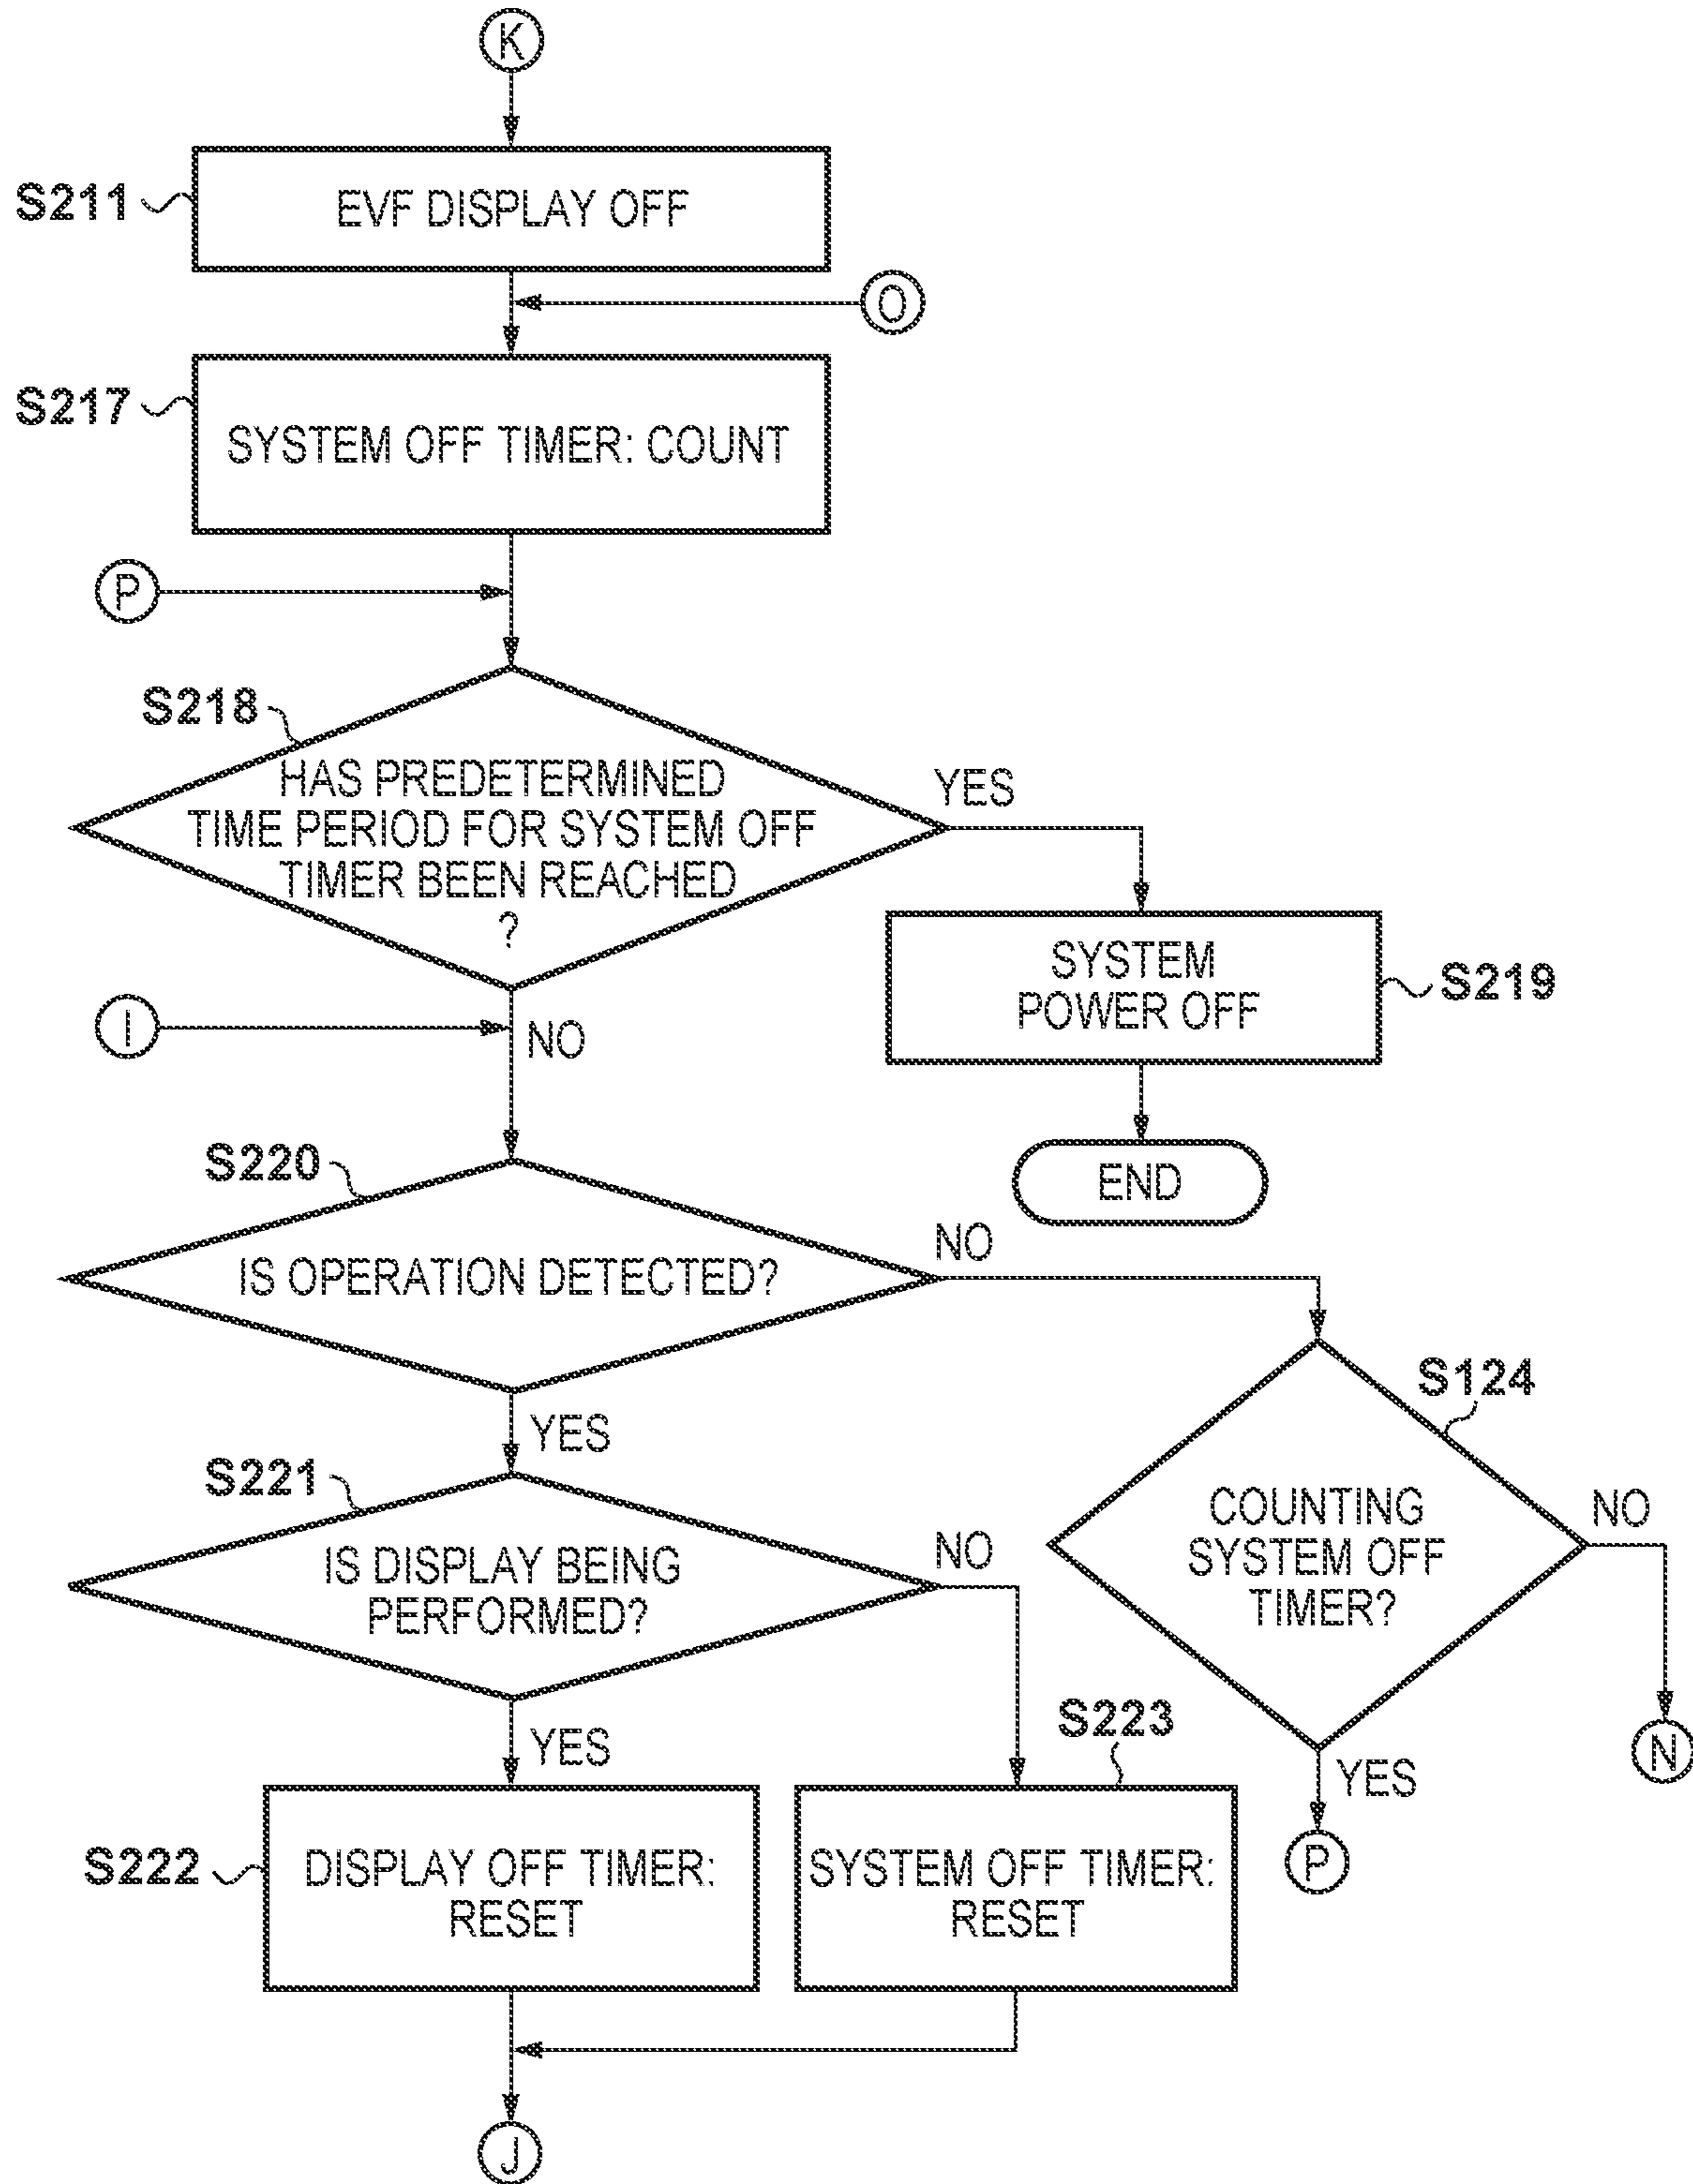 K
S211
EVF DISPLAY OFF
O
S217
SYSTEM OFF TIMER: COUNT
P
S218
HAS PREDETERMINED
TIME PERIOD FOR SYSTEM OFF
TIMER BEEN REACHED
?
YES
SYSTEM
POWER OFF
S219
I
NO
END
S220
IS OPERATION DETECTED?
NO
S124
YES
S221
COUNTING
SYSTEM OFF
TIMER?
NO
IS DISPLAY BEING
PERFORMED?
NO
S223
YES
N
YES
S222
DISPLAY OFF TIMER:
RESET
SYSTEM OFF TIMER:
RESET
P
J